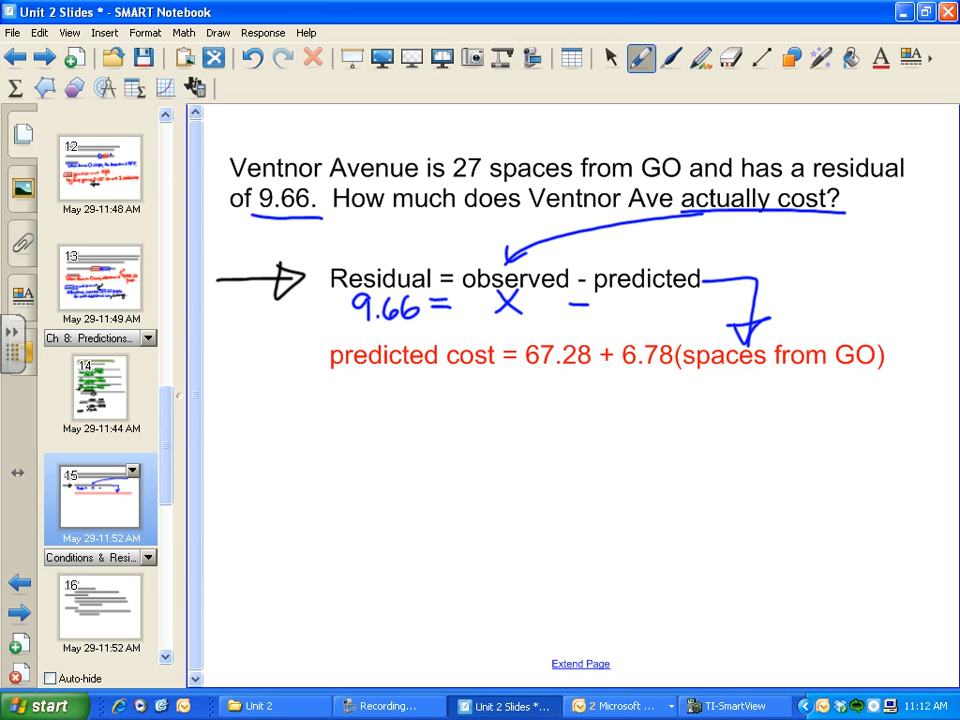 Unit 2 Slides * - SMART Notebook
File Edit View Insert Format Math Draw Response Help
12
May 29-11:48 AM
13
May 29-11:49 AM
Ch 8: Predictions...
14
May 29-11:44 AM
15
May 29-11:52 AM
Conditions & Resi...
16
May 29-11:52 AM
Auto-hide
Ventnor Avenue is 27 spaces from GO and has a residual
of 9.66. How much does Ventnor Ave actually cost?
Residual = observed - predicted
9.66 = X -
predicted cost = 67.28 + 6.78(spaces from GO)
Extend Page
start Unit 2 Recording... Unit 2 Slides *... 2 Microsoft ... TI-SmartView 11:12 AM